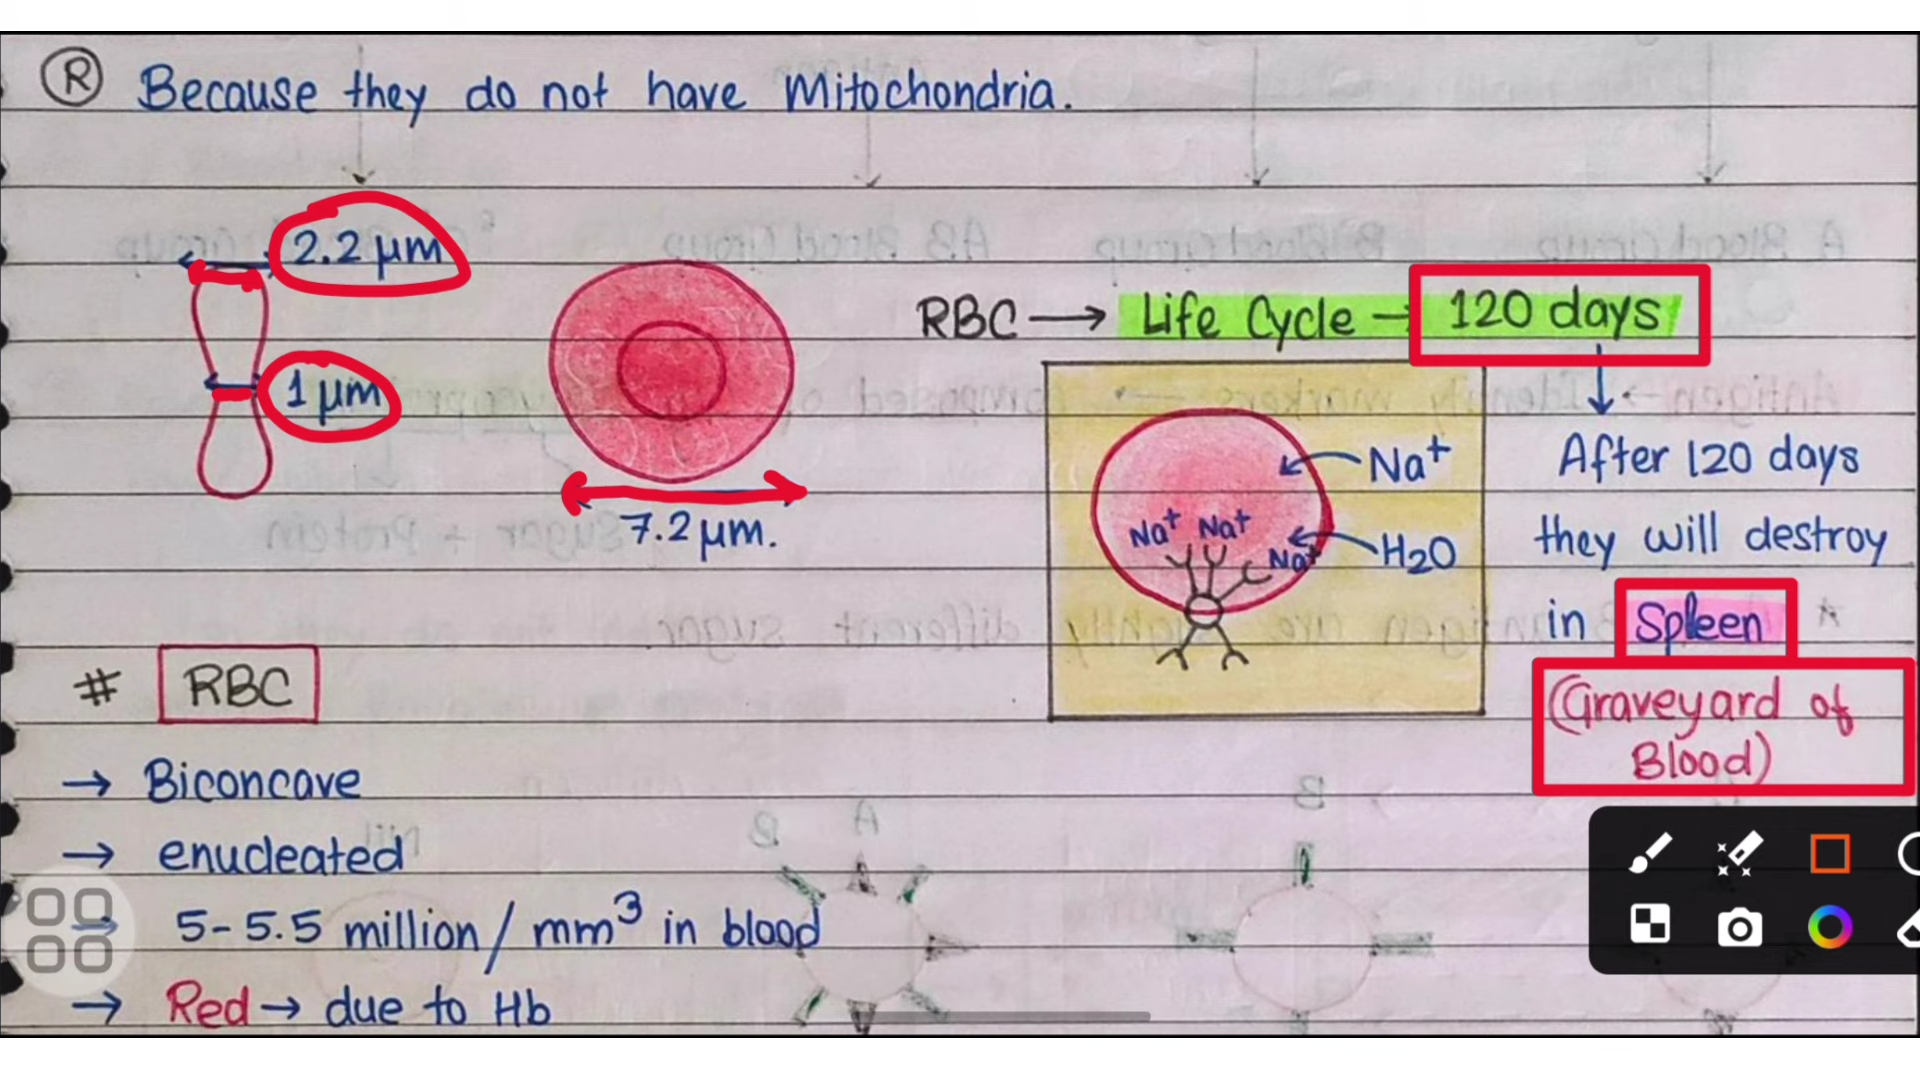 R Because they do not have Mitochondria.
2.2 μm
1 μm
7.2 μm.
RBC → Life Cycle → 120 days
After 120 days
they will destroy
in Spleen
(Graveyard of
Blood)
Na+
H2O
Na+ Na+
Na+
# RBC
→ Biconcave
→ enucleated
→ 5-5.5 million/mm3 in blood
→ Red → due to Hb